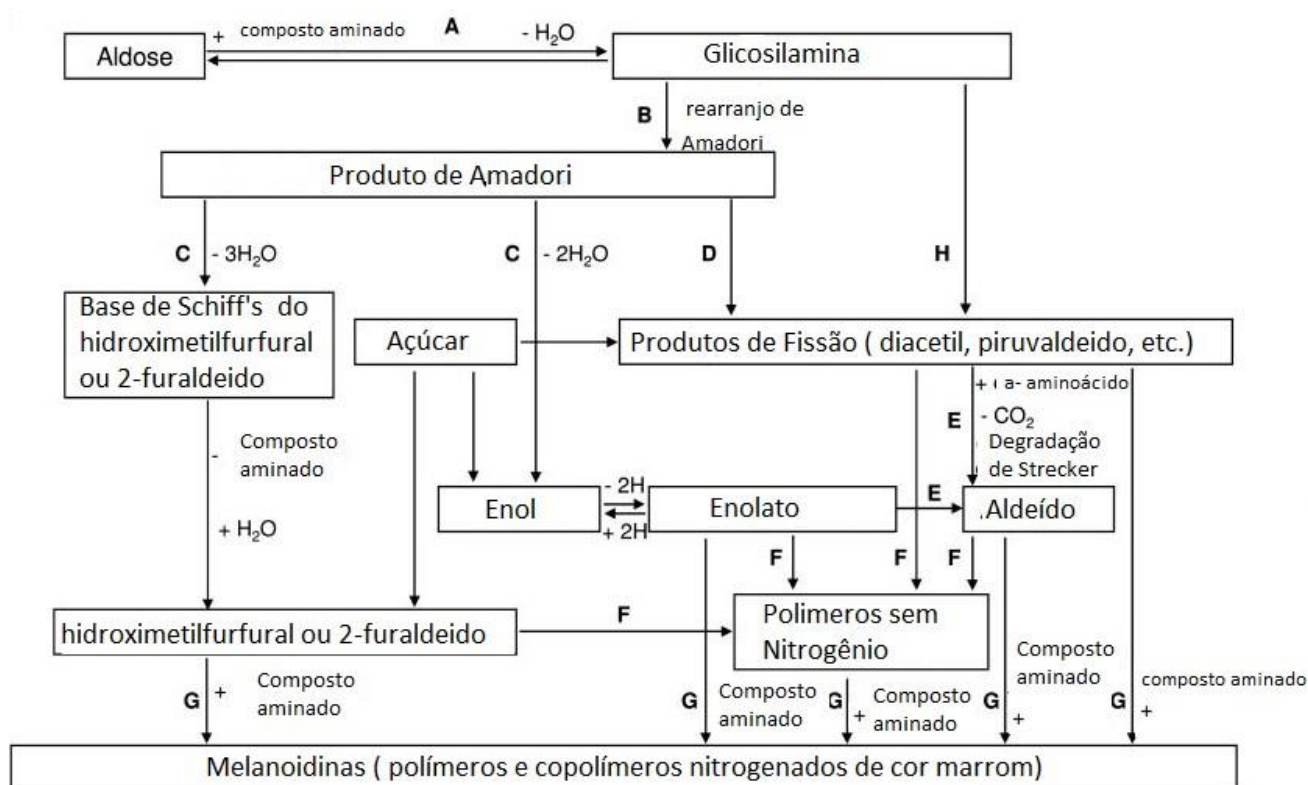 + composto aminado A - H₂O
Aldose
Glicosilamina
B rearranjo de
Amadori
Produto de Amadori
C - 3H₂O
C - 2H₂O
D
H
Base de Schiff's do
hidroximetilfurfural
ou 2-furaldeido
Açúcar
Produtos de Fissão ( diacetil, piruvaldeido, etc.)
+ ( a- aminoácido
E - CO₂
Degradação
de Strecker
- Composto
aminado
+ H₂O
Enol
- 2H
+ 2H
Enolato
E
.Aldeído
F
F
F
hidroximetilfurfural ou 2-furaldeido
F
Polimeros sem
Nitrogênio
G + Composto
aminado
G Composto
aminado
G + Composto
aminado
Composto
aminado
G +
composto aminado
G +
Melanoidinas ( polímeros e copolímeros nitrogenados de cor marrom)